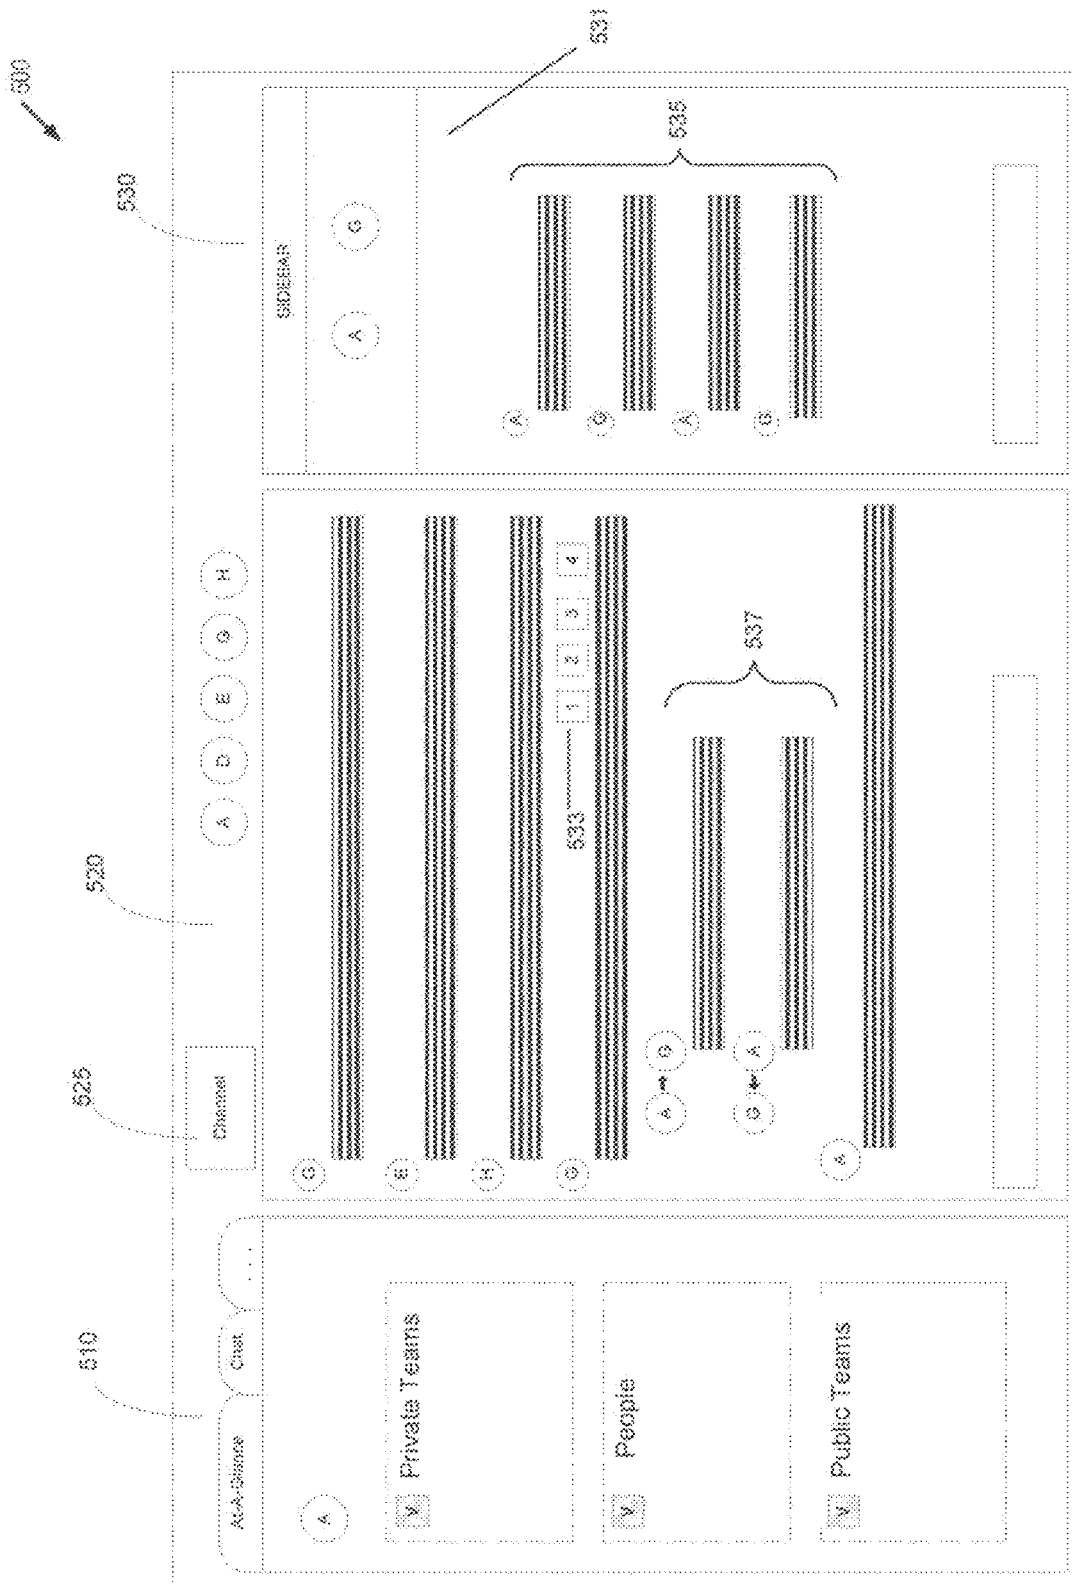 500
510
525
520
530
531
At-A-Glance
Chat
. . .
A
V Private Teams
V People
V Public Teams
Channel
A D E G H
G
E
H
G
533
1 2 3 4
A G
G A
537
A
SIDEBAR
A G
A
G
A
G
535